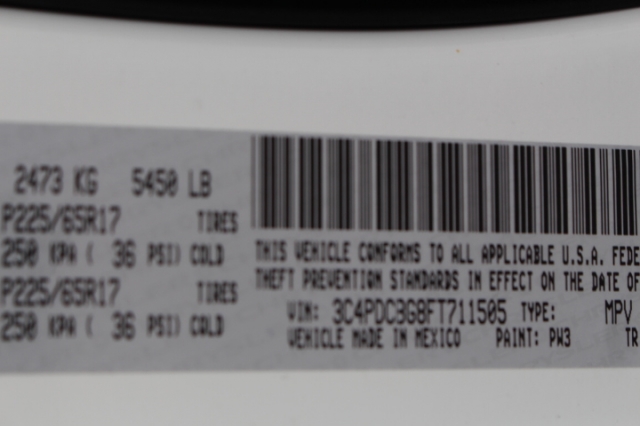 2473 KG 5450 LB
P225/65R17 TIRES
250 KPA ( 36 PSI) COLD
P225/65R17 TIRES
250 KPA ( 36 PSI) COLD
THIS VEHICLE CONFORMS TO ALL APPLICABLE U.S.A. FEDE
THEFT PREVENTION STANDARDS IN EFFECT ON THE DATE OF
VIN: 3C4PDC3G8FT711505 TYPE: MPV
VEHICLE MADE IN MEXICO PAINT: PW3 TR